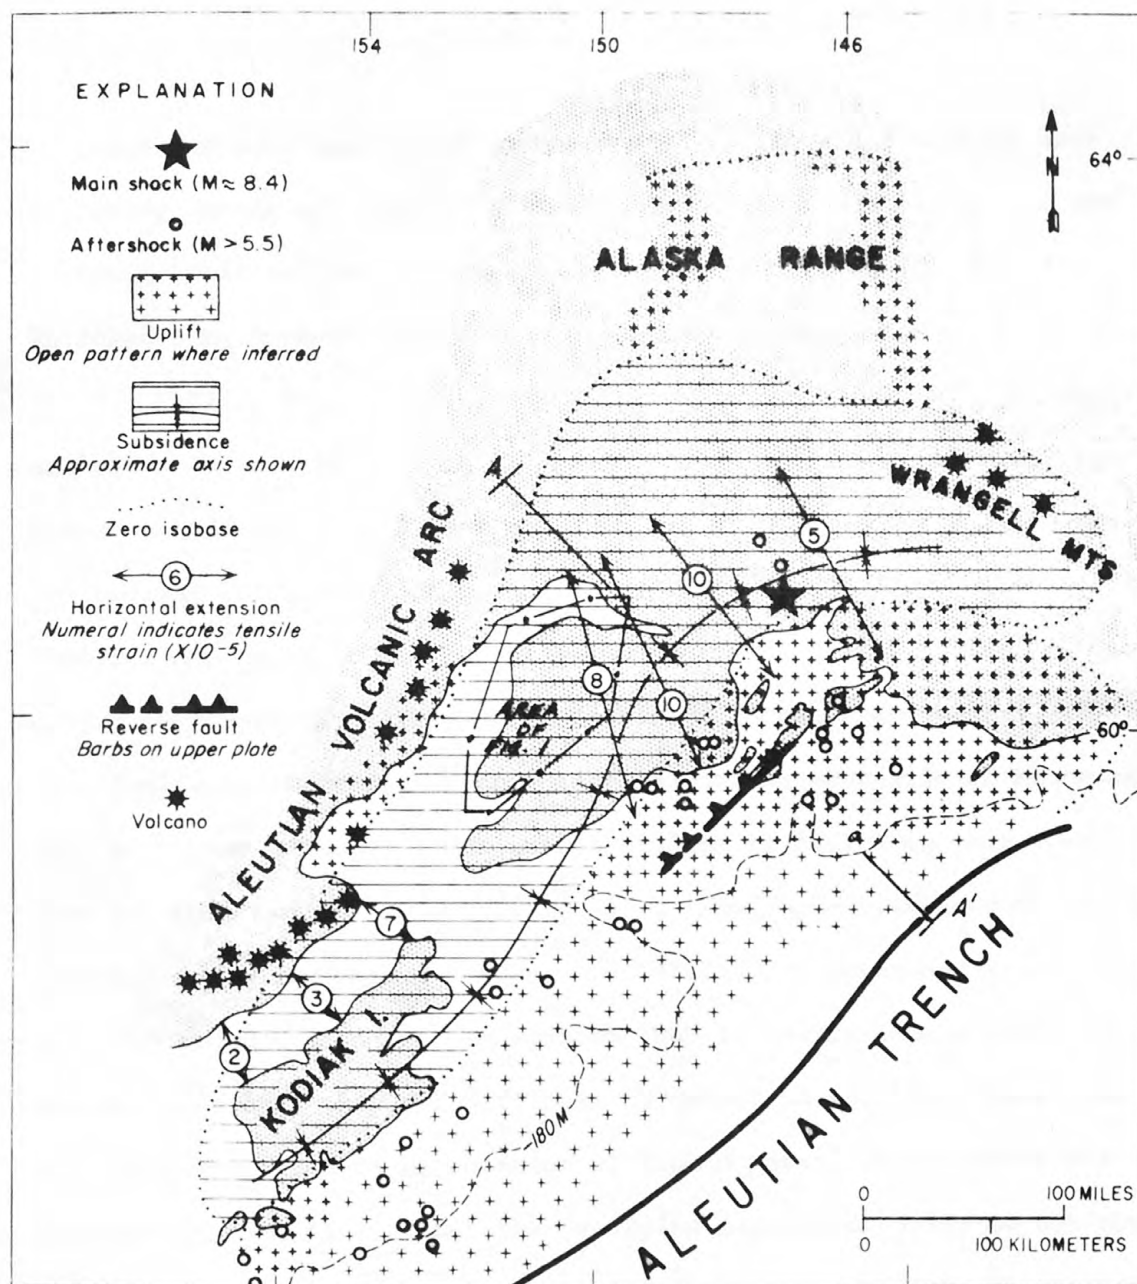 154
150
146
EXPLANATION
Main shock (M ≈ 8.4)
Aftershock (M > 5.5)
Uplift
Open pattern where inferred
Subsidence
Approximate axis shown
Zero isobase
6
Horizontal extension
Numeral indicates tensile
strain (X10-5)
Reverse fault
Barbs on upper plate
Volcano
N
64°
ALASKA RANGE
WRANGELL MTS
A
5
10
8
10
AREA
OF
FIG. 1
60°
ALEUTIAN VOLCANIC ARC
7
3
2
KODIAK I.
A'
180M
ALEUTIAN TRENCH
0 100 MILES
0 100 KILOMETERS